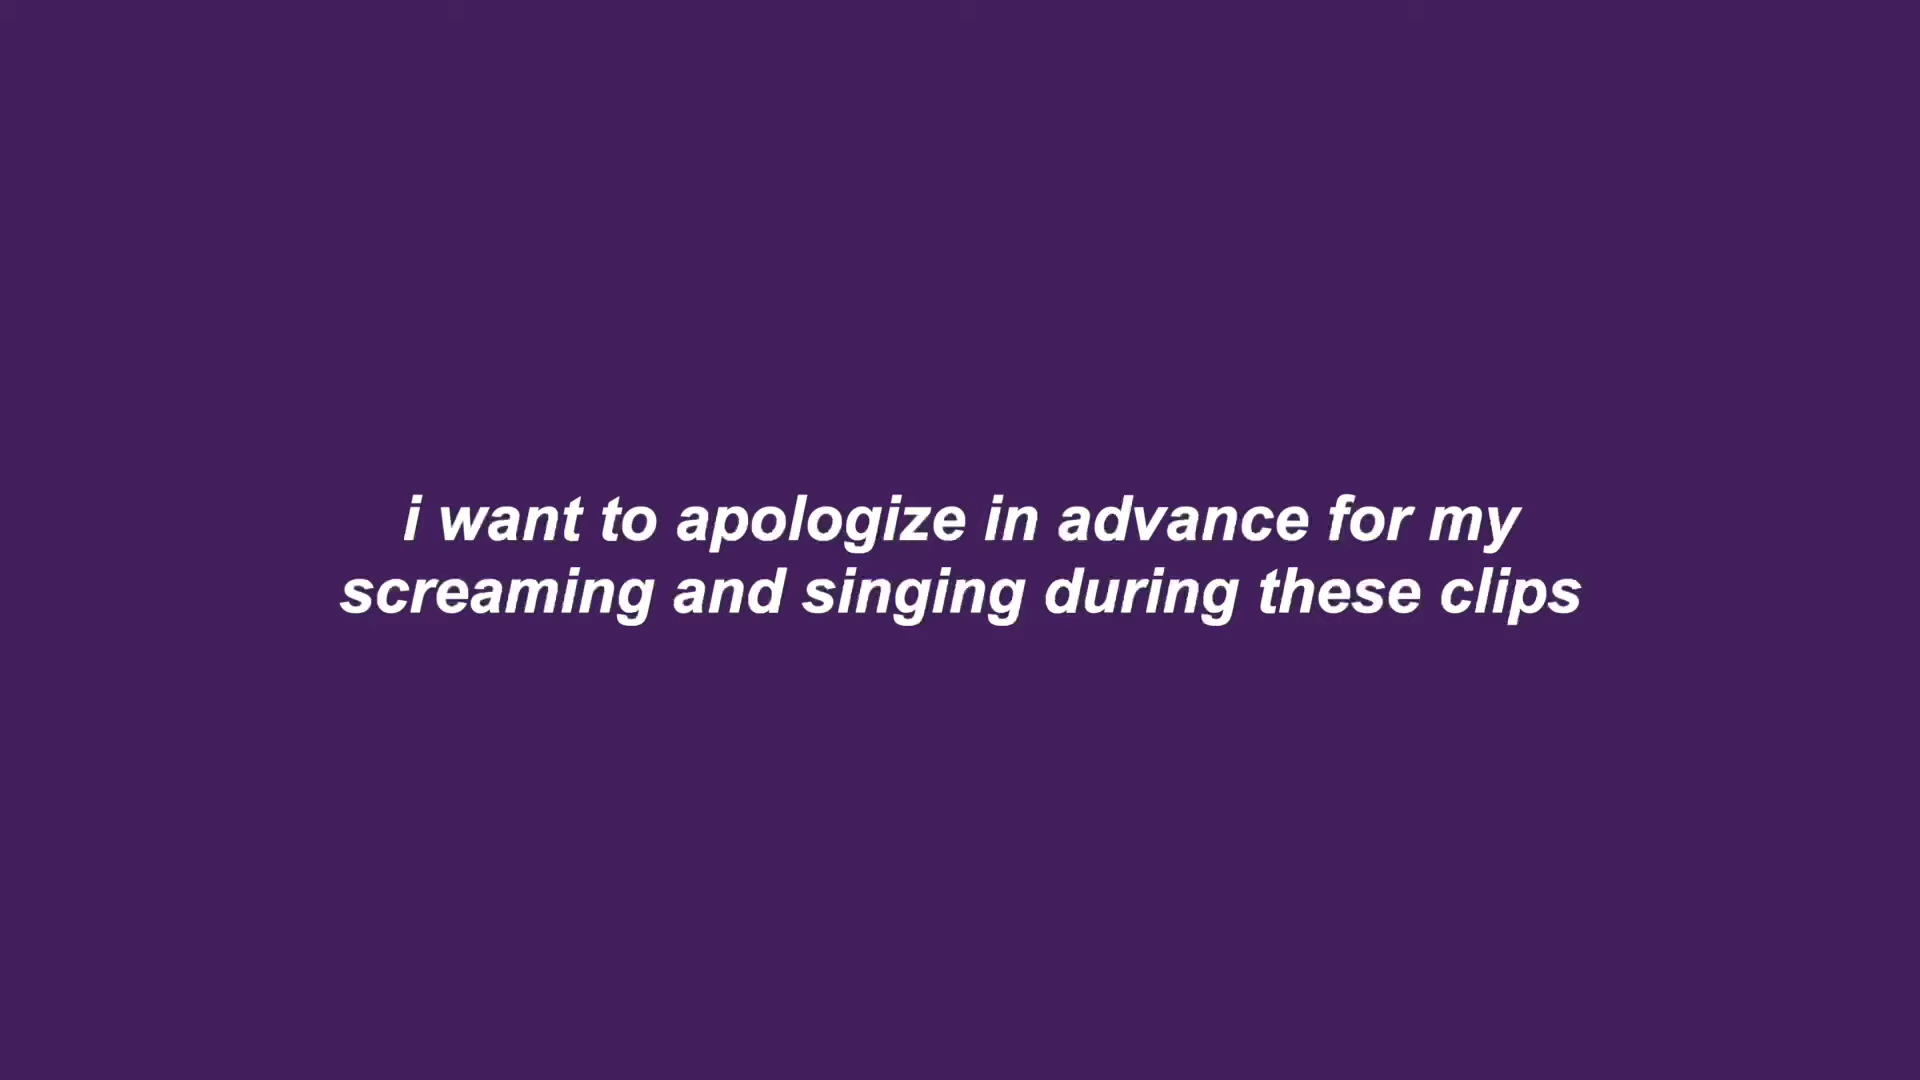 i want to apologize in advance for my
screaming and singing during these clips